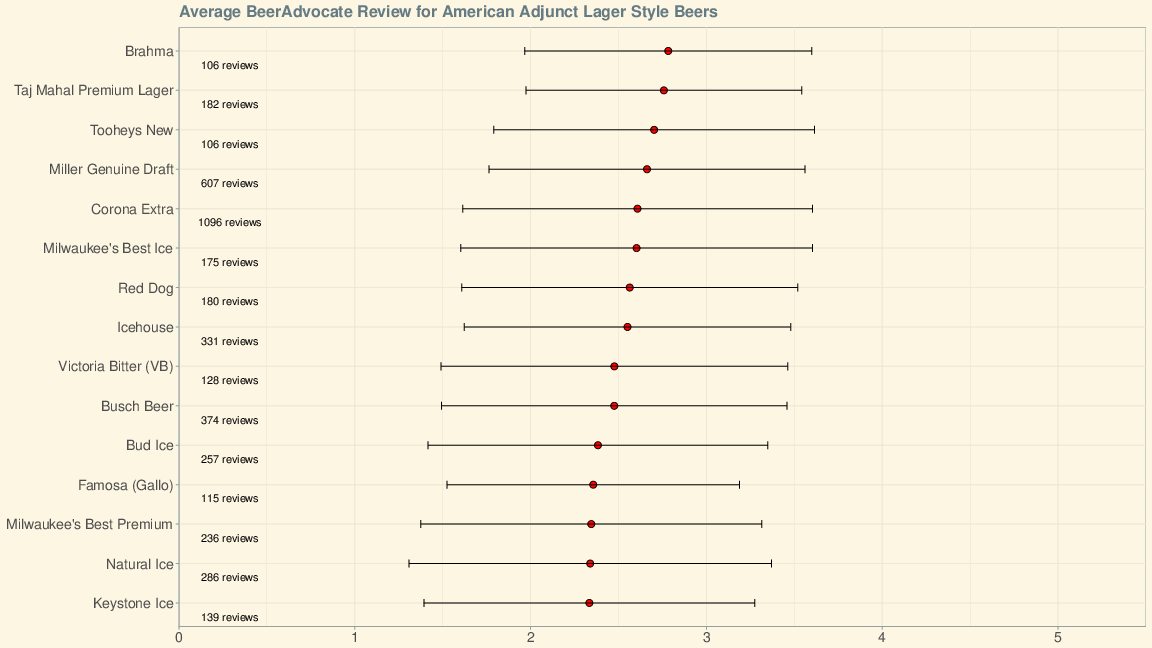 Average BeerAdvocate Review for American Adjunct Lager Style Beers
Brahma
106 reviews
Taj Mahal Premium Lager
182 reviews
Tooheys New
106 reviews
Miller Genuine Draft
607 reviews
Corona Extra
1096 reviews
Milwaukee's Best Ice
175 reviews
Red Dog
180 reviews
Icehouse
331 reviews
Victoria Bitter (VB)
128 reviews
Busch Beer
374 reviews
Bud Ice
257 reviews
Famosa (Gallo)
115 reviews
Milwaukee's Best Premium
236 reviews
Natural Ice
286 reviews
Keystone Ice
139 reviews
0 1 2 3 4 5